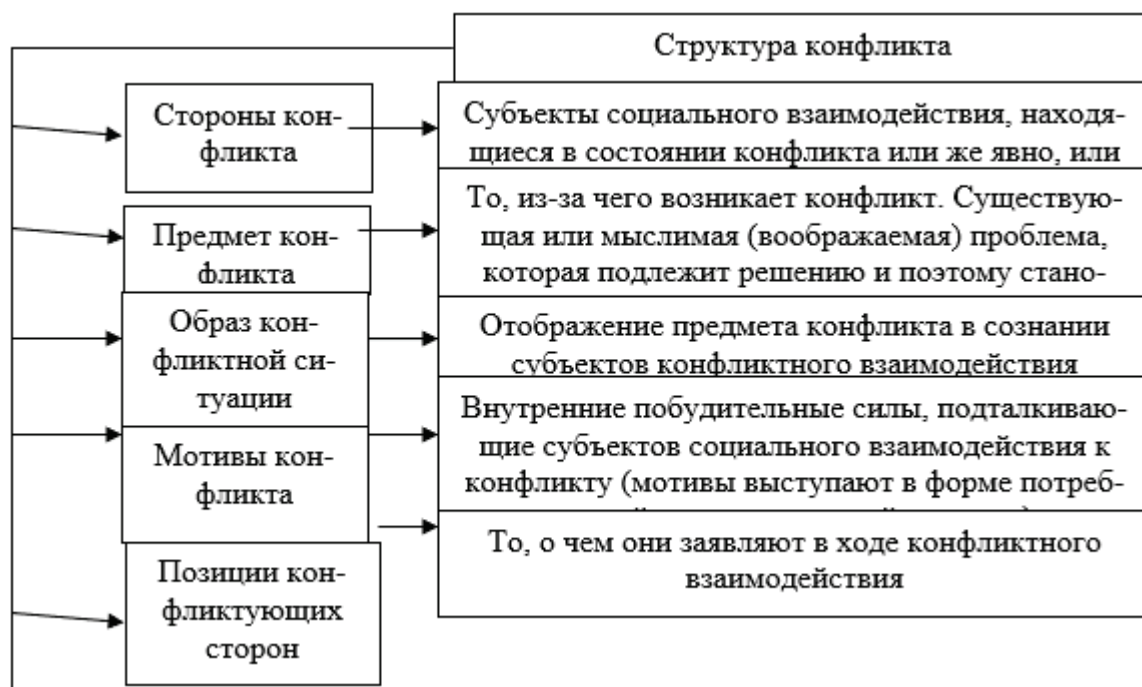 Структура конфликта
Стороны кон-
фликта
Субъекты социального взаимодействия, находя-
щиеся в состоянии конфликта или же явно, или
Предмет кон-
фликта
То, из-за чего возникает конфликт. Существую-
щая или мыслимая (воображаемая) проблема,
которая подлежит решению и поэтому стано-
Образ кон-
фликтной си-
туации
Отображение предмета конфликта в сознании
субъектов конфликтного взаимодействия
Мотивы кон-
фликта
Внутренние побудительные силы, подталкиваю-
щие субъектов социального взаимодействия к
конфликту (мотивы выступают в форме потреб-
Позиции кон-
фликтующих
сторон
То, о чем они заявляют в ходе конфликтного
взаимодействия